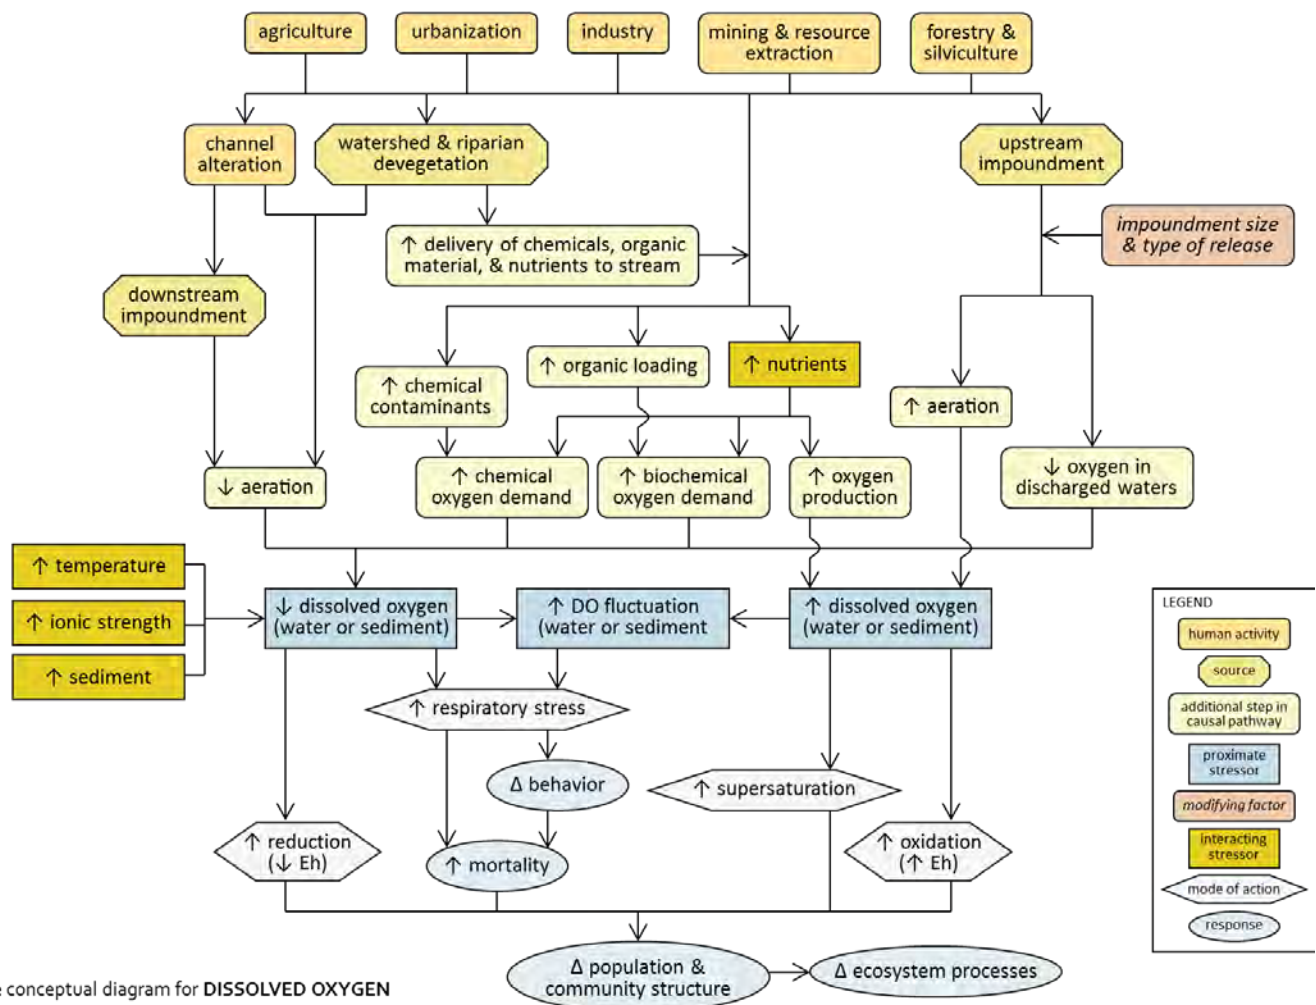 agriculture
urbanization
industry
mining & resource
extraction
forestry &
silviculture
channel
alteration
watershed & riparian
devegetation
upstream
impoundment
impoundment size
& type of release
↑ delivery of chemicals, organic
material, & nutrients to stream
downstream
impoundment
↑ chemical
contaminants
↑ organic loading
↑ nutrients
↑ aeration
↓ aeration
↑ chemical
oxygen demand
↑ biochemical
oxygen demand
↑ oxygen
production
↓ oxygen in
discharged waters
↑ temperature
↑ ionic strength
↑ sediment
↓ dissolved oxygen
(water or sediment)
↑ DO fluctuation
(water or sediment
↑ dissolved oxygen
(water or sediment)
↑ respiratory stress
Δ behavior
↑ supersaturation
↑ reduction
(↓ Eh)
↑ mortality
↑ oxidation
(↑ Eh)
Δ population &
community structure
Δ ecosystem processes
LEGEND
human activity
source
additional step in
causal pathway
proximate
stressor
modifying factor
interacting
stressor
mode of action
response
conceptual diagram for DISSOLVED OXYGEN